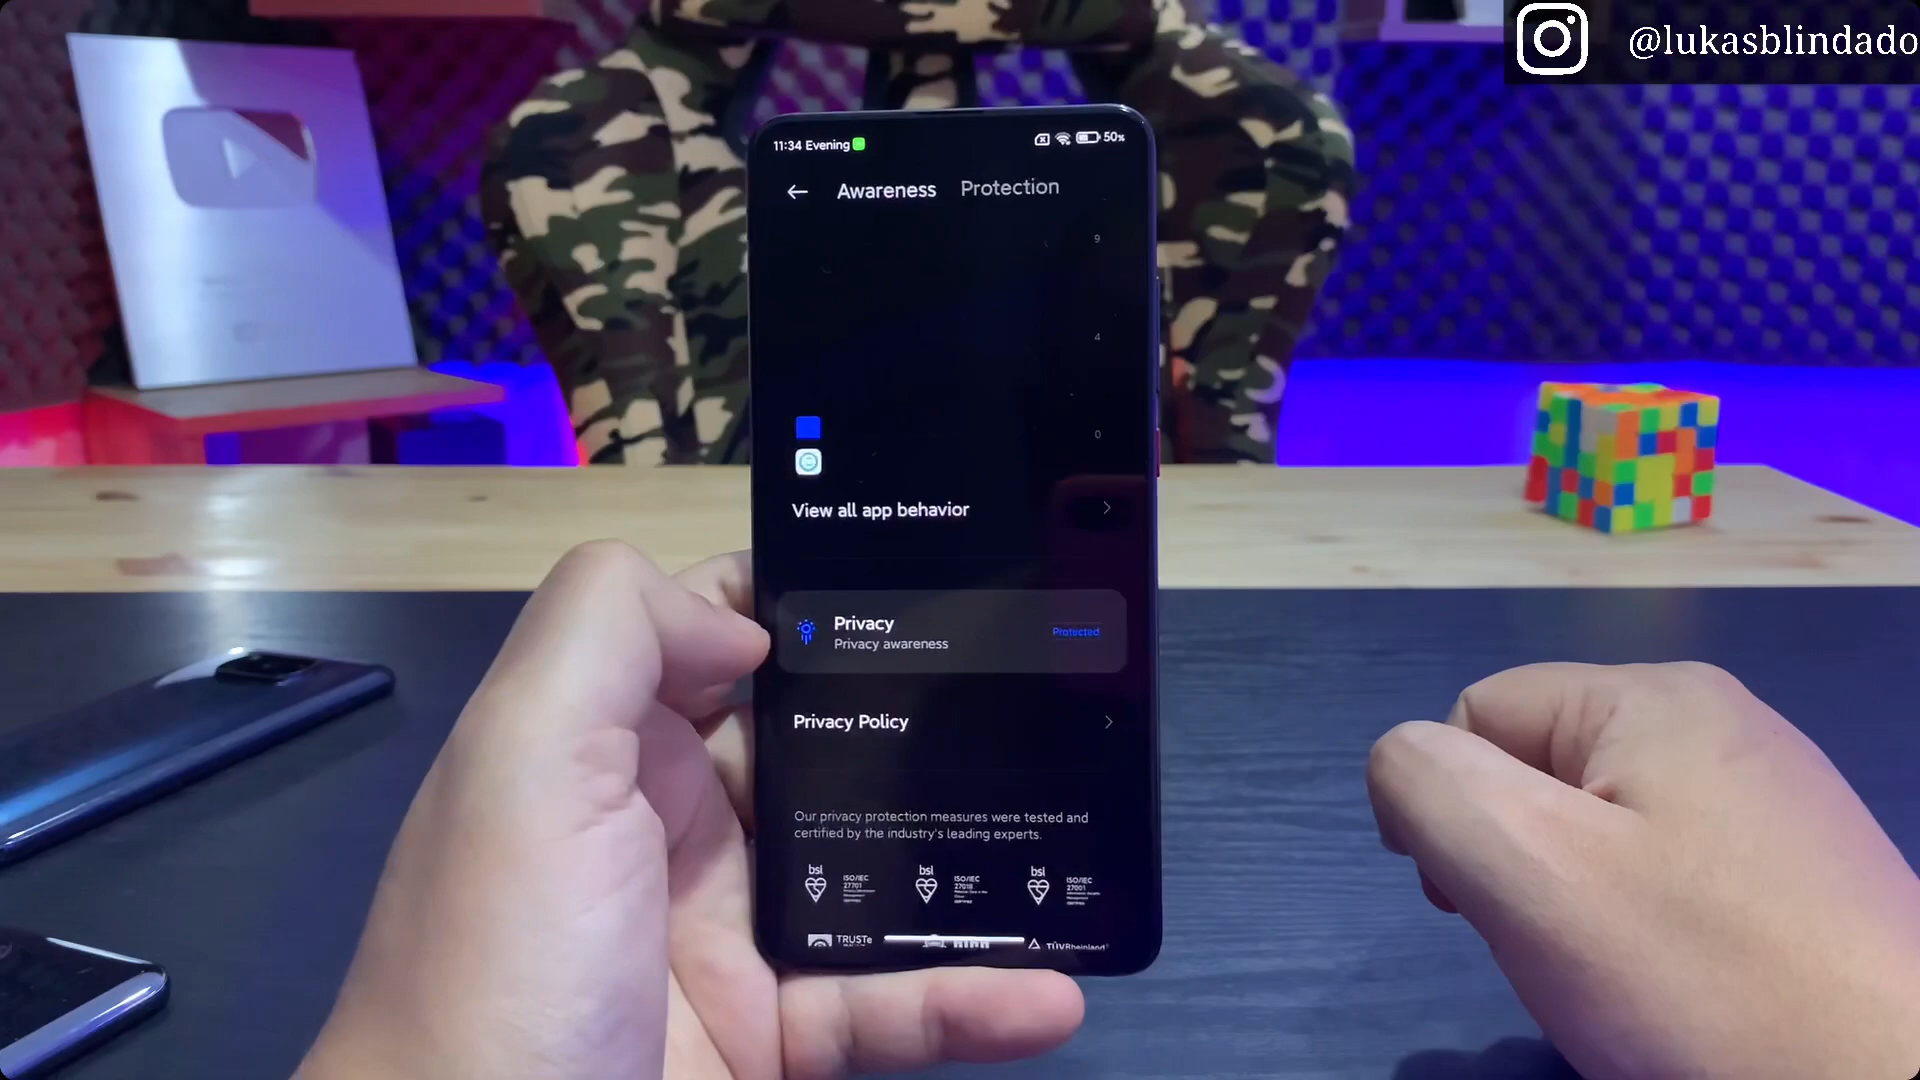 @lukasblindado
11:34 Evening
50%
Awareness
Protection
9
4
0
View all app behavior
Privacy
Privacy awareness
Protected
Privacy Policy
Our privacy protection measures were tested and
certified by the industry's leading experts.
bsi
ISO/IEC
27701
bsi
ISO/IEC
27018
bsi
ISO/IEC
27001
TRUSTe
TÜVRheinland